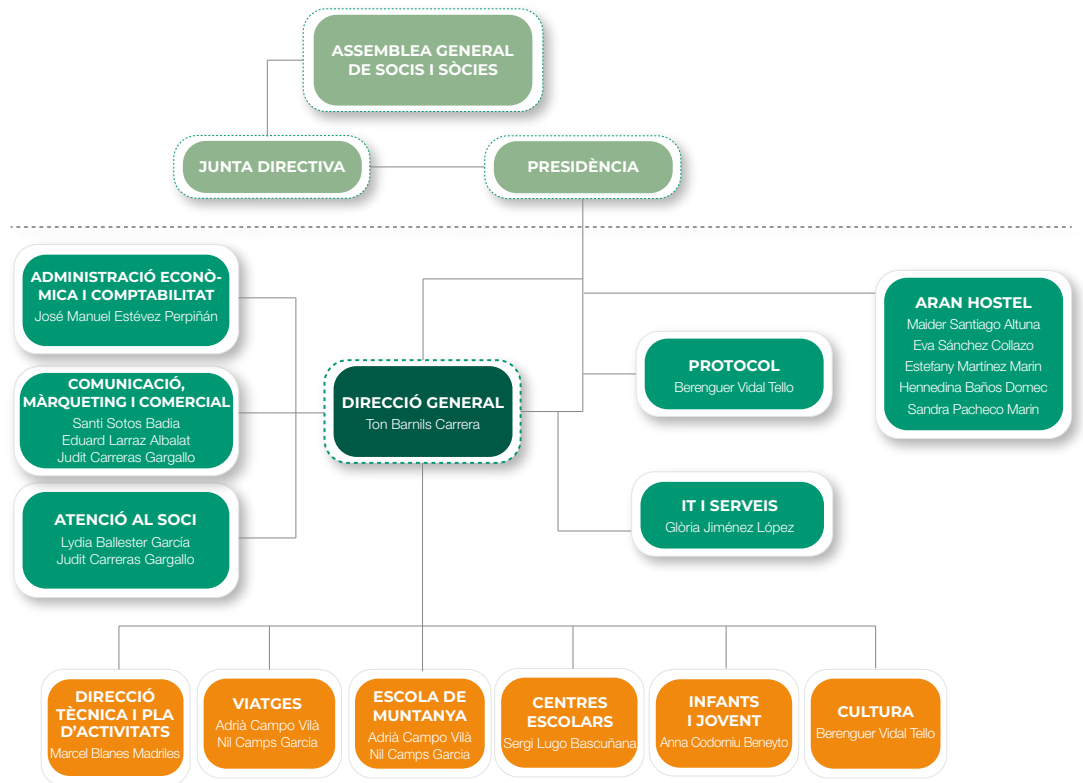 ASSEMBLEA GENERAL
DE SOCIS I SÒCIES
JUNTA DIRECTIVA
PRESIDÈNCIA
ADMINISTRACIÓ ECONÒ-
MICA I COMPTABILITAT
José Manuel Estévez Perpiñán
COMUNICACIÓ,
MÀRQUETING I COMERCIAL
Santi Sotos Badia
Eduard Larraz Albalat
Judit Carreras Gargallo
ATENCIÓ AL SOCI
Lydia Ballester García
Judit Carreras Gargallo
DIRECCIÓ GENERAL
Ton Barnils Carrera
PROTOCOL
Berenguer Vidal Tello
IT I SERVEIS
Glòria Jiménez López
ARAN HOSTEL
Maider Santiago Altuna
Eva Sánchez Collazo
Estefany Martínez Marin
Hennedina Baños Domec
Sandra Pacheco Marin
DIRECCIÓ
TÈCNICA I PLA
D'ACTIVITATS
Marcel Blanes Madriles
VIATGES
Adrià Campo Vilà
Nil Camps Garcia
ESCOLA DE
MUNTANYA
Adrià Campo Vilà
Nil Camps Garcia
CENTRES
ESCOLARS
Sergi Lugo Bascuñana
INFANTS
I JOVENT
Anna Codorniu Beneyto
CULTURA
Berenguer Vidal Tello